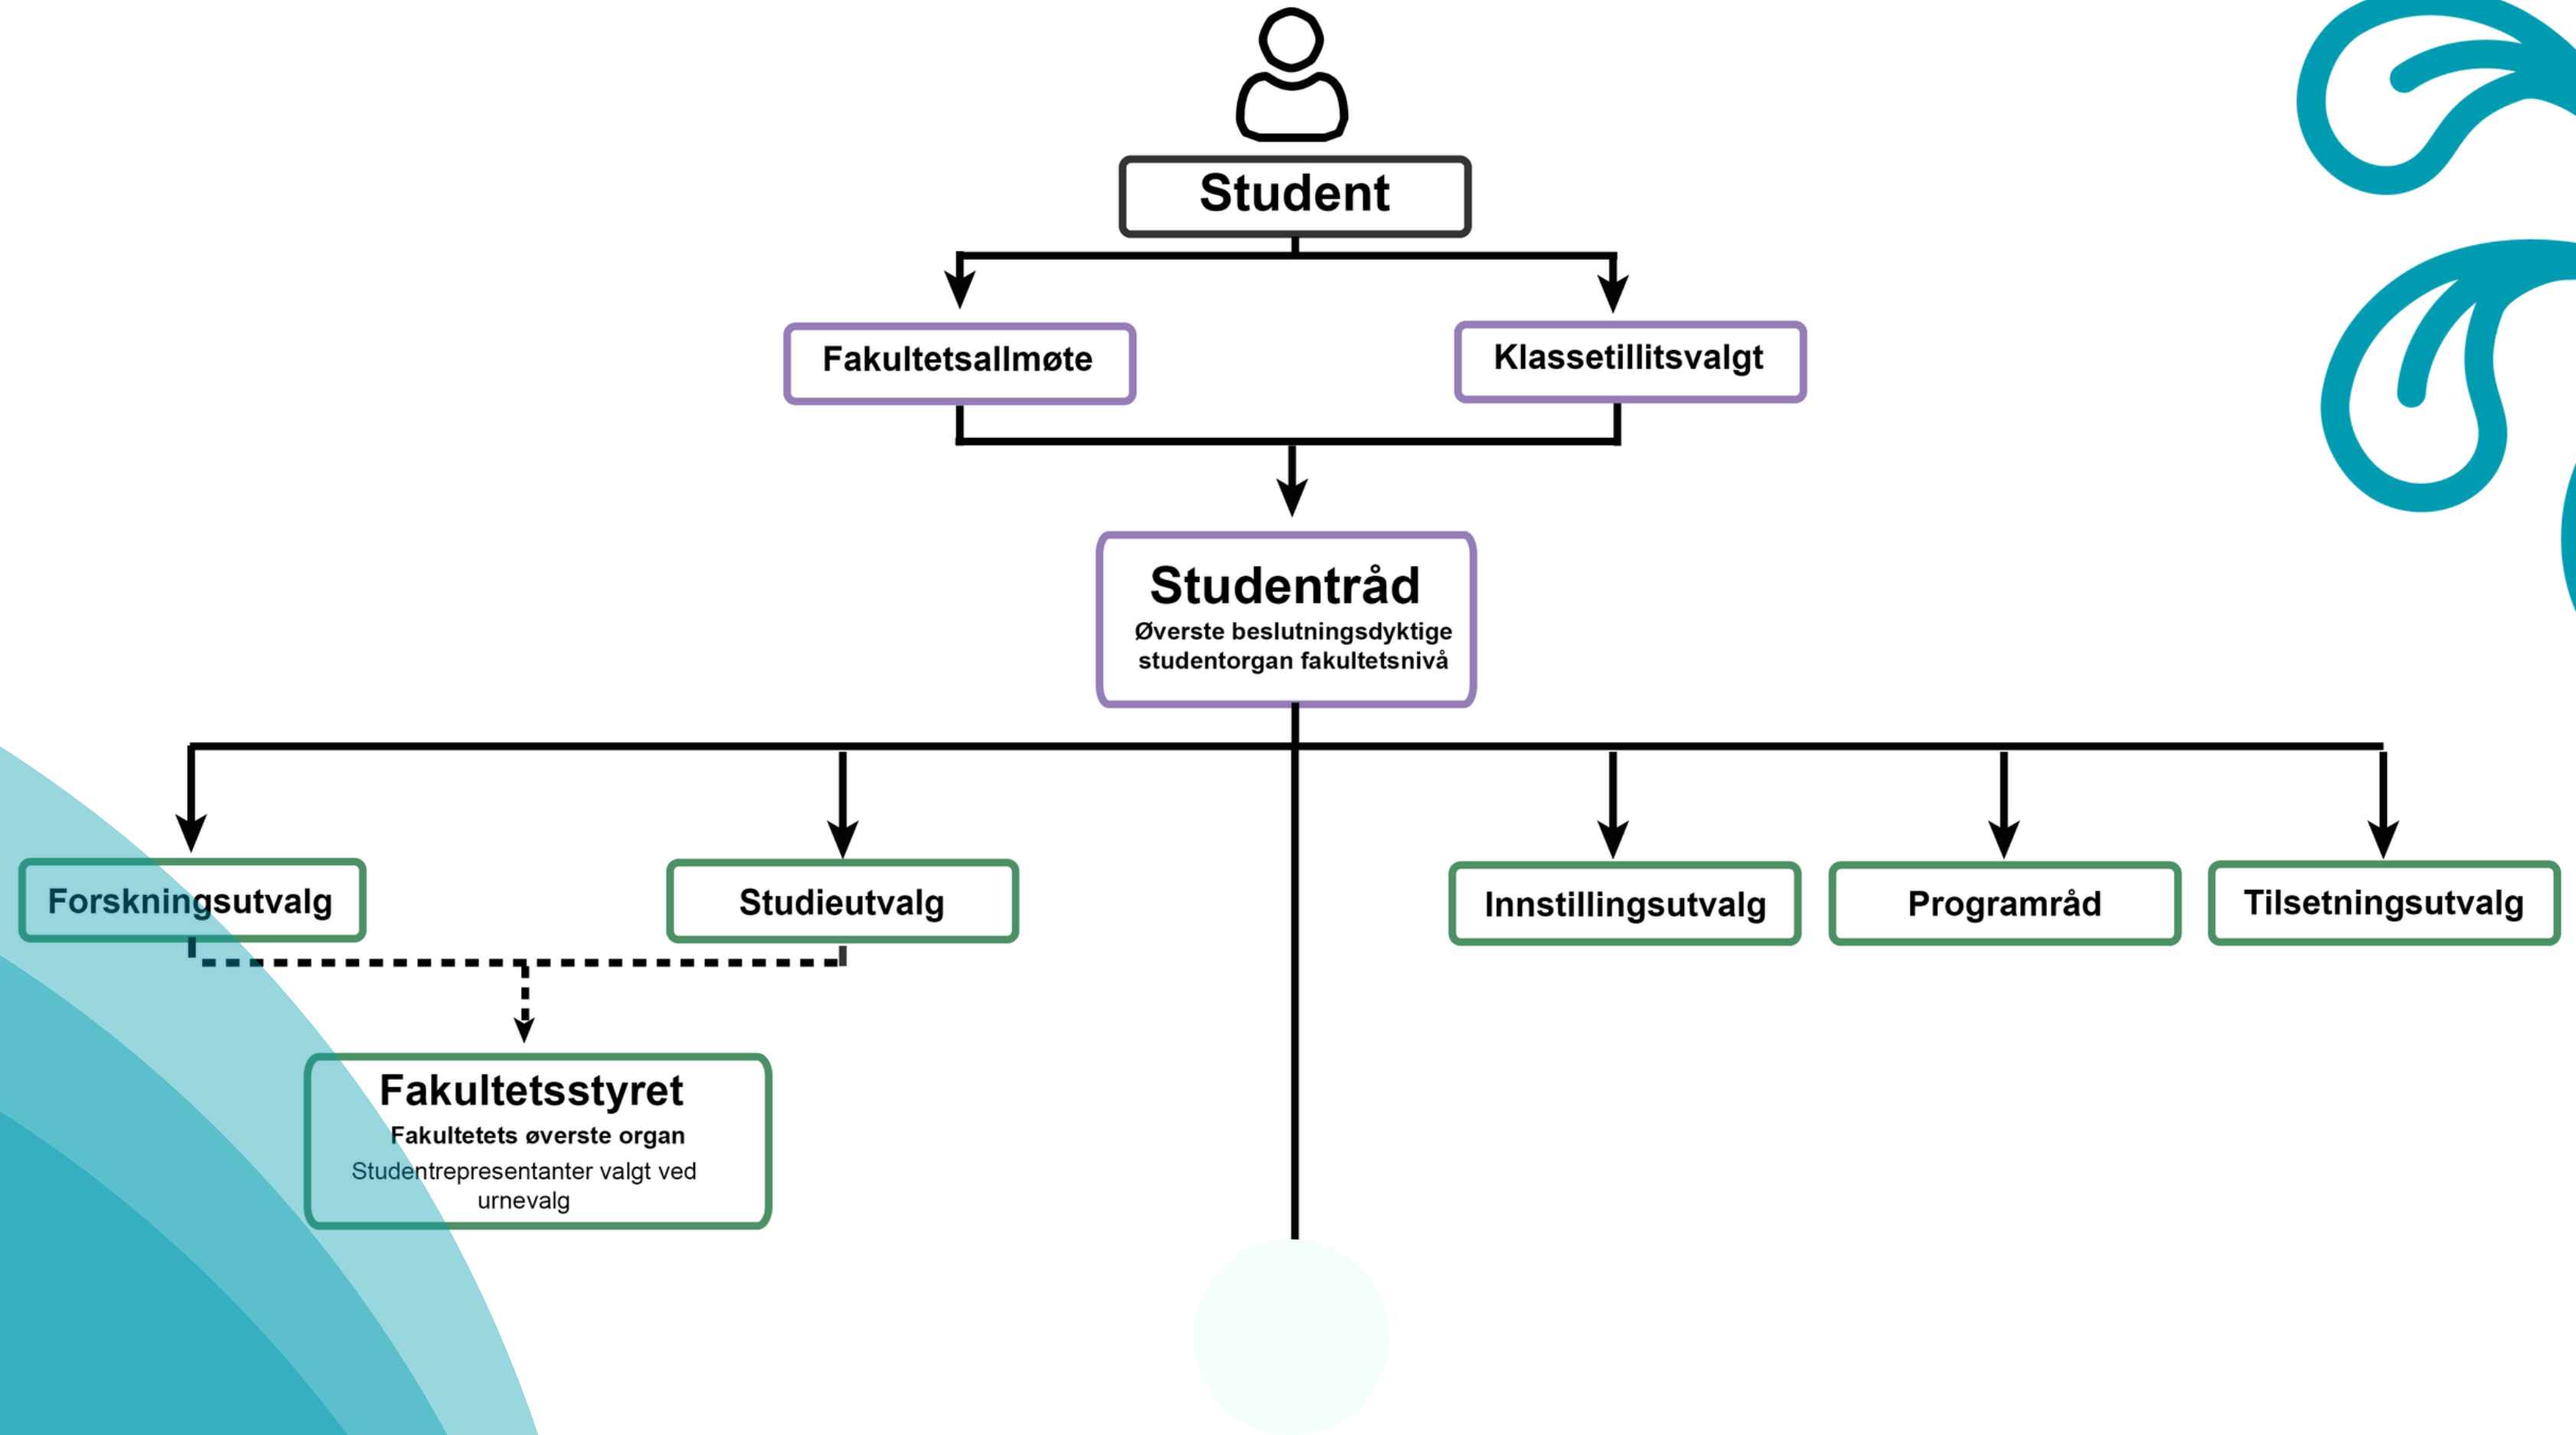 Student
Fakultetsallmøte
Klassetillitsvalgt
Studentråd
Øverste beslutningsdyktige
studentorgan fakultetsnivå
Forskningsutvalg
Studieutvalg
Innstillingsutvalg
Programråd
Tilsetningsutvalg
Fakultetsstyret
Fakultetets øverste organ
Studentrepresentanter valgt ved
urnevalg